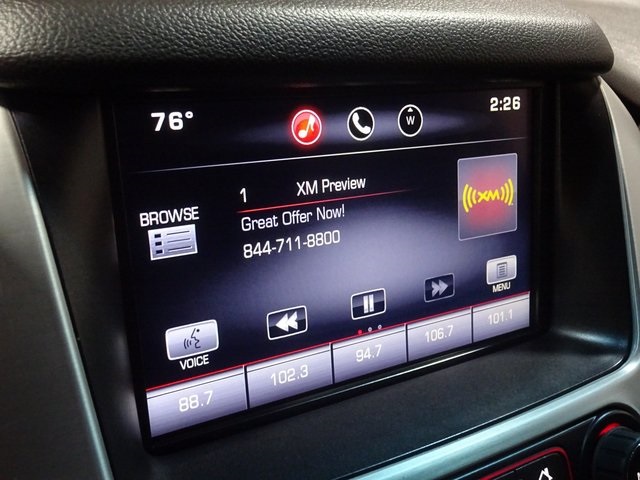 76°
W
2:26
1 XM Preview
((XM))
BROWSE
Great Offer Now!
844-711-8800
MENU
VOICE
88.7 102.3 94.7 106.7 101.1